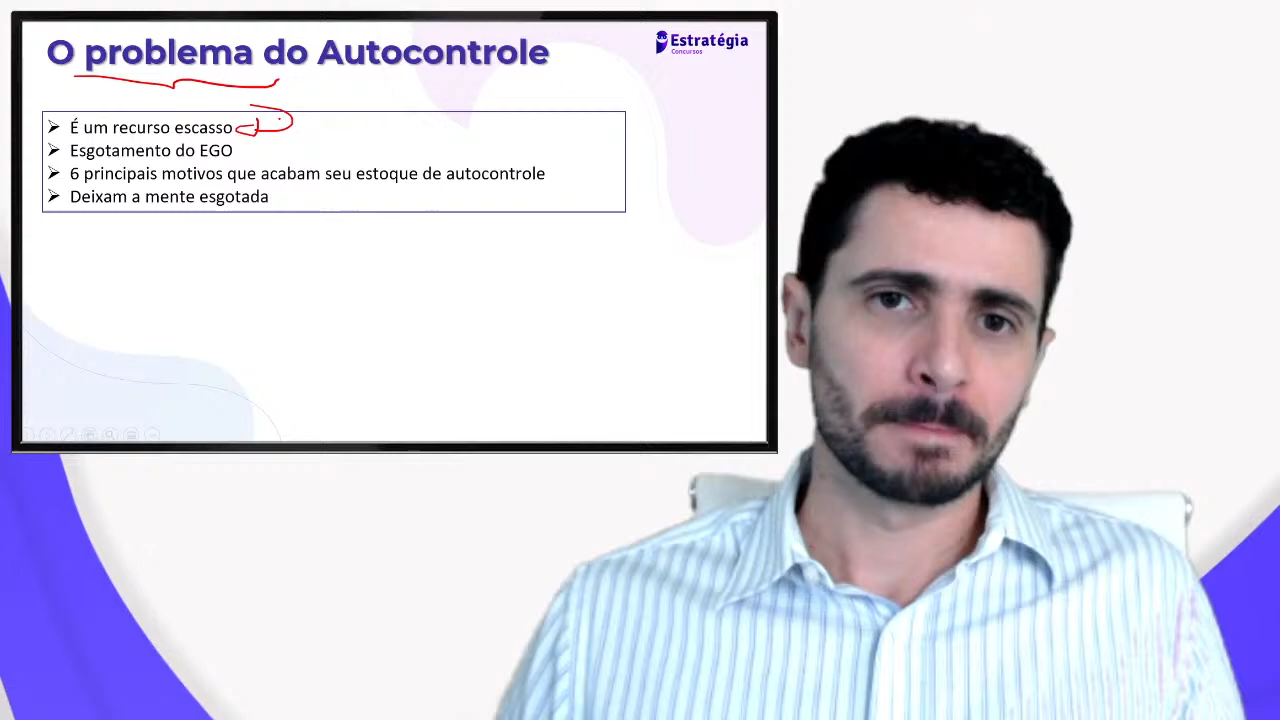 O problema do Autocontrole
Estratégia
Concursos
É um recurso escasso
Esgotamento do EGO
6 principais motivos que acabam seu estoque de autocontrole
Deixam a mente esgotada